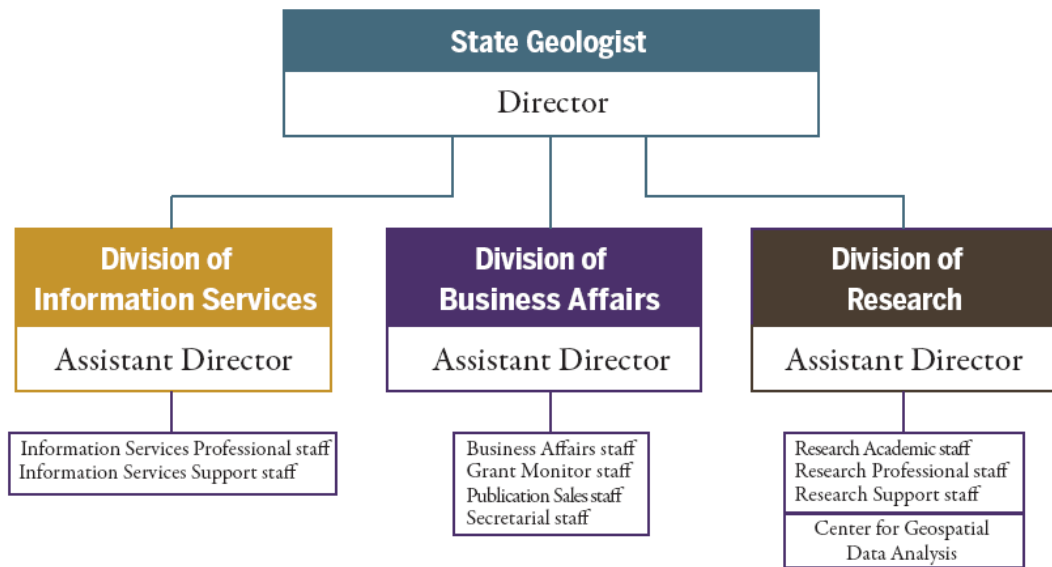 State Geologist
Director
Division of
Information Services
Assistant Director
Information Services Professional staff
Information Services Support staff
Division of
Business Affairs
Assistant Director
Business Affairs staff
Grant Monitor staff
Publication Sales staff
Secretarial staff
Division of
Research
Assistant Director
Research Academic staff
Research Professional staff
Research Support staff
Center for Geospatial
Data Analysis